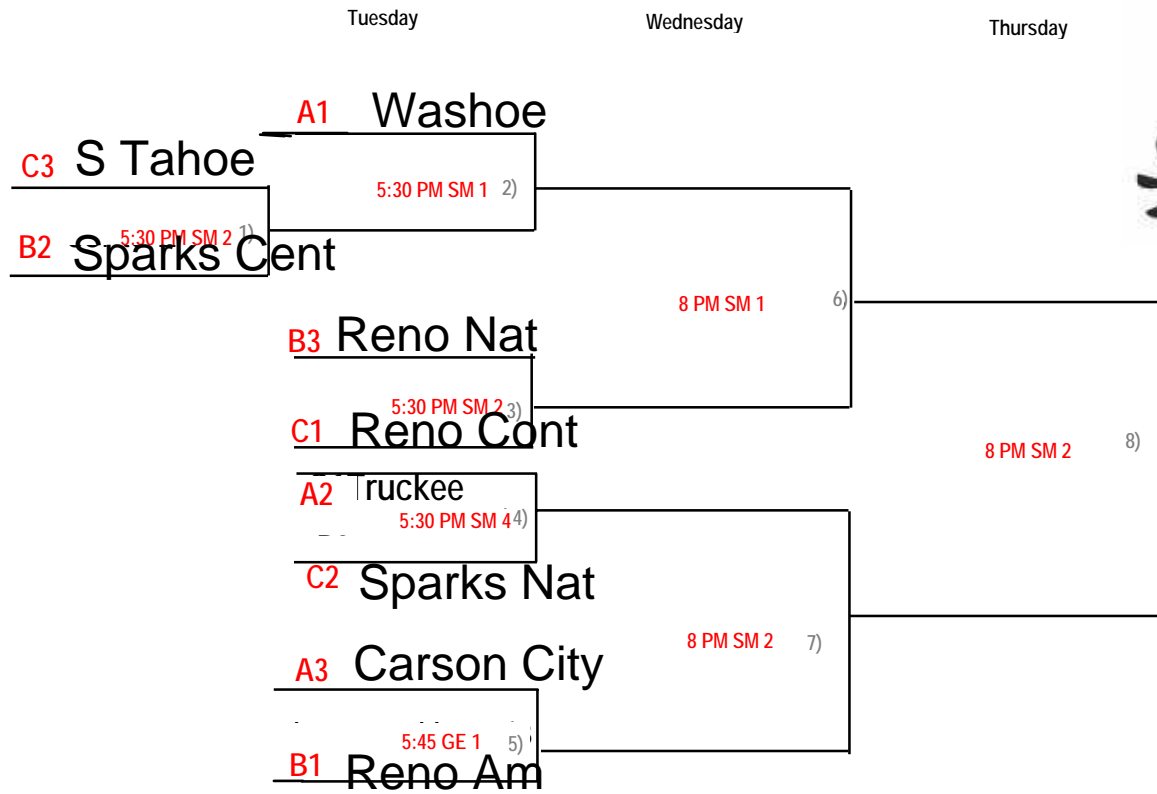 Tuesday
Wednesday
Thursday
A1 Washoe
C3 S Tahoe
5:30 PM SM 1 2)
5:30 PM SM 2 1)
B2 Sparks Cent
8 PM SM 1 6)
B3 Reno Nat
5:30 PM SM 2 3)
C1 Reno Cont
8 PM SM 2 8)
A2 Truckee
5:30 PM SM 4 4)
C2 Sparks Nat
8 PM SM 2 7)
A3 Carson City
5:45 GE 1 5)
B1 Reno Am